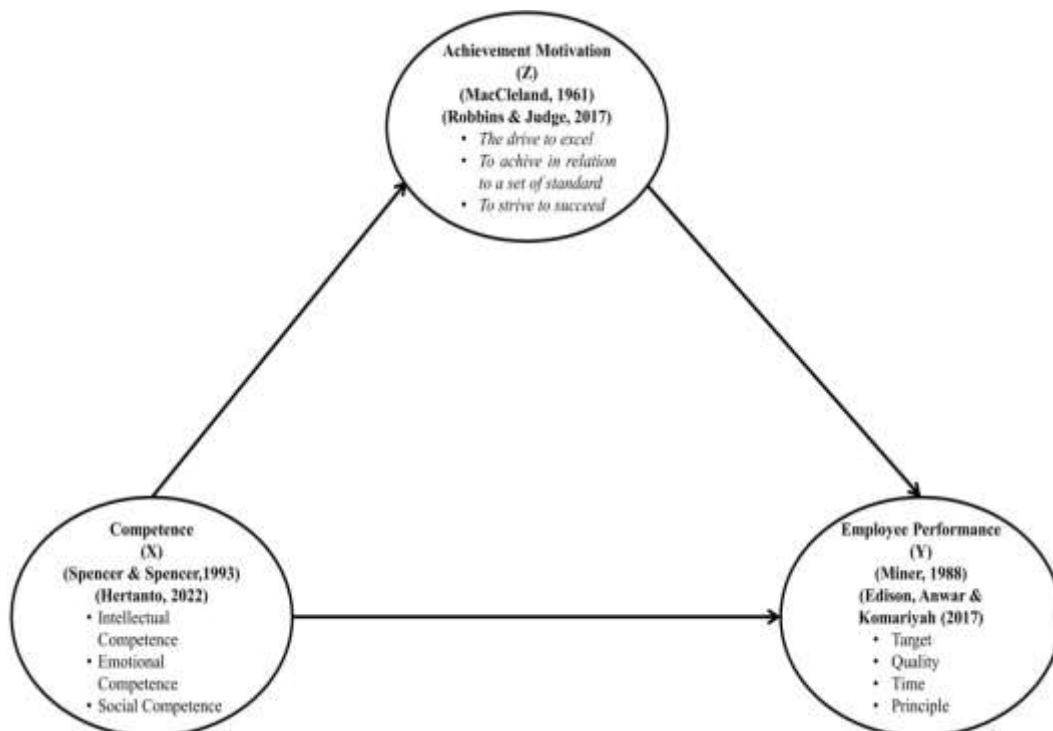 Achievement Motivation
(Z)
(MacCleland, 1961)
(Robbins & Judge, 2017)
• The drive to excel
• To achive in relation
to a set of standard
• To strive to succeed
Competence
(X)
(Spencer & Spencer,1993)
(Hertanto, 2022)
• Intellectual
Competence
• Emotional
Competence
• Social Competence
Employee Performance
(Y)
(Miner, 1988)
(Edison, Anwar &
Komariyah (2017)
• Target
• Quality
• Time
• Principle